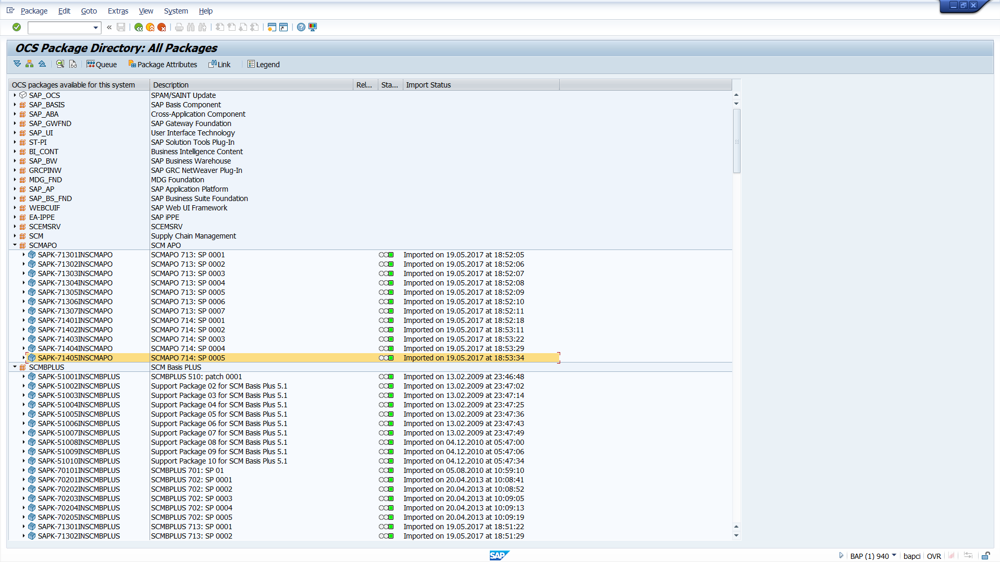 Package Edit Goto Extras View System Help
OCS Package Directory: All Packages
Queue Package Attributes Link Legend
OCS packages available for this system Description Rel... Sta... Import Status
SAP_OCS SPAM/SAINT Update
SAP_BASIS SAP Basis Component
SAP_ABA Cross-Application Component
SAP_GWFND SAP Gateway Foundation
SAP_UI User Interface Technology
ST-PI SAP Solution Tools Plug-In
BI_CONT Business Intelligence Content
SAP_BW SAP Business Warehouse
GRCPINW SAP GRC NetWeaver Plug-In
MDG_FND MDG Foundation
SAP_AP SAP Application Platform
SAP_BS_FND SAP Business Suite Foundation
WEBCUIF SAP Web UI Framework
EA-IPPE SAP iPPE
SCEMSRV SCEMSRV
SCM Supply Chain Management
SCMAPO SCM APO
SAPK-71301INSCMAPO SCMAPO 713: SP 0001 Imported on 19.05.2017 at 18:52:05
SAPK-71302INSCMAPO SCMAPO 713: SP 0002 Imported on 19.05.2017 at 18:52:06
SAPK-71303INSCMAPO SCMAPO 713: SP 0003 Imported on 19.05.2017 at 18:52:07
SAPK-71304INSCMAPO SCMAPO 713: SP 0004 Imported on 19.05.2017 at 18:52:08
SAPK-71305INSCMAPO SCMAPO 713: SP 0005 Imported on 19.05.2017 at 18:52:09
SAPK-71306INSCMAPO SCMAPO 713: SP 0006 Imported on 19.05.2017 at 18:52:10
SAPK-71307INSCMAPO SCMAPO 713: SP 0007 Imported on 19.05.2017 at 18:52:11
SAPK-71401INSCMAPO SCMAPO 714: SP 0001 Imported on 19.05.2017 at 18:52:18
SAPK-71402INSCMAPO SCMAPO 714: SP 0002 Imported on 19.05.2017 at 18:53:11
SAPK-71403INSCMAPO SCMAPO 714: SP 0003 Imported on 19.05.2017 at 18:53:22
SAPK-71404INSCMAPO SCMAPO 714: SP 0004 Imported on 19.05.2017 at 18:53:29
SAPK-71405INSCMAPO SCMAPO 714: SP 0005 Imported on 19.05.2017 at 18:53:34
SCMBPLUS SCM Basis PLUS
SAPK-51001INSCMBPLUS SCMBPLUS 510: patch 0001 Imported on 13.02.2009 at 23:46:48
SAPK-51002INSCMBPLUS Support Package 02 for SCM Basis Plus 5.1 Imported on 13.02.2009 at 23:47:02
SAPK-51003INSCMBPLUS Support Package 03 for SCM Basis Plus 5.1 Imported on 13.02.2009 at 23:47:14
SAPK-51004INSCMBPLUS Support Package 04 for SCM Basis Plus 5.1 Imported on 13.02.2009 at 23:47:25
SAPK-51005INSCMBPLUS Support Package 05 for SCM Basis Plus 5.1 Imported on 13.02.2009 at 23:47:36
SAPK-51006INSCMBPLUS Support Package 06 for SCM Basis Plus 5.1 Imported on 13.02.2009 at 23:47:43
SAPK-51007INSCMBPLUS Support Package 07 for SCM Basis Plus 5.1 Imported on 13.02.2009 at 23:47:49
SAPK-51008INSCMBPLUS Support Package 08 for SCM Basis Plus 5.1 Imported on 04.12.2010 at 05:47:00
SAPK-51009INSCMBPLUS Support Package 09 for SCM Basis Plus 5.1 Imported on 04.12.2010 at 05:47:06
SAPK-51010INSCMBPLUS Support Package 10 for SCM Basis Plus 5.1 Imported on 04.12.2010 at 05:47:34
SAPK-70101INSCMBPLUS SCMBPLUS 701: SP 01 Imported on 05.08.2010 at 10:59:10
SAPK-70201INSCMBPLUS SCMBPLUS 702: SP 0001 Imported on 20.04.2013 at 10:08:41
SAPK-70202INSCMBPLUS SCMBPLUS 702: SP 0002 Imported on 20.04.2013 at 10:08:52
SAPK-70203INSCMBPLUS SCMBPLUS 702: SP 0003 Imported on 20.04.2013 at 10:09:05
SAPK-70204INSCMBPLUS SCMBPLUS 702: SP 0004 Imported on 20.04.2013 at 10:09:13
SAPK-70205INSCMBPLUS SCMBPLUS 702: SP 0005 Imported on 20.04.2013 at 10:09:19
SAPK-71301INSCMBPLUS SCMBPLUS 713: SP 0001 Imported on 19.05.2017 at 18:51:22
SAPK-71302INSCMBPLUS SCMBPLUS 713: SP 0002 Imported on 19.05.2017 at 18:51:29
SAP BAP (1) 940 bapci OVR